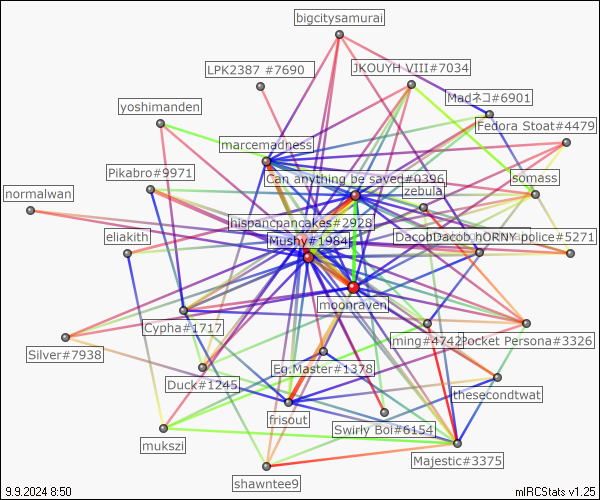 bigcitysamurai
LPK2387 #7690
JKOUYH VIII#7034
Madネコ#6901
yoshimanden
Fedora Stoat#4479
marcemadness
Pikabro#9971
Can anything be saved#0396
zebula
somass
normalwan
hispancpancakes#2928
eliakith
Mushy#1984
Dacob
Dacob hORNY police#5271
moonraven
Cypha#1717
ming#4742
Pocket Persona#3326
Silver#7938
Eg.Master#1378
Duck#1245
thesecondtwat
frisout
Swirly Boi#6154
mukszi
Majestic#3375
shawntee9
9.9.2024 8:50
mIRCStats v1.25